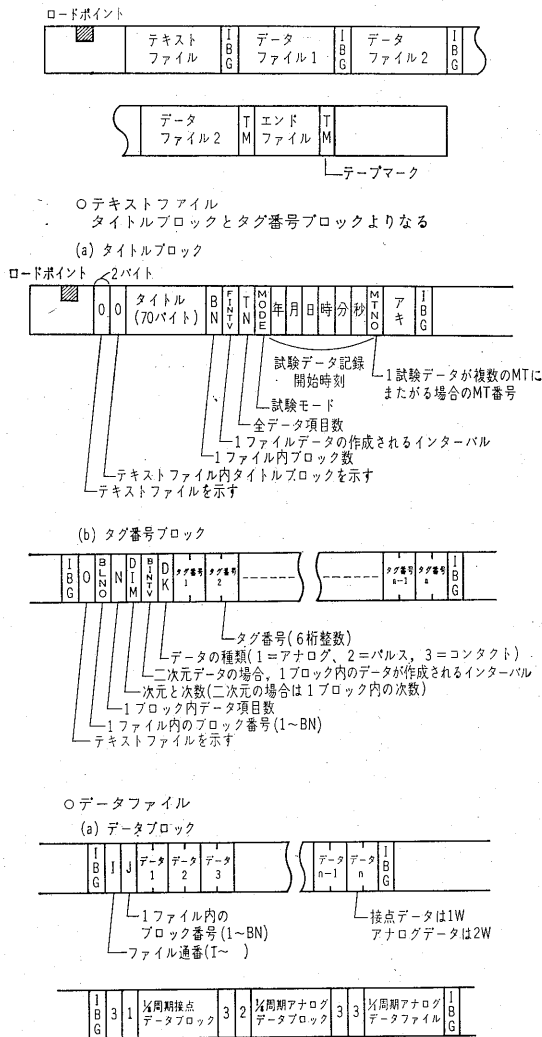 ロードポイント
テキスト
ファイル
IBG
データ
ファイル1
IBG
データ
ファイル2
IBG
データ
ファイル2
TM
エンド
ファイル
TM
テープマーク
○テキストファイル
タイトルブロックとタグ番号ブロックよりなる
(a) タイトルブロック
ロードポイント
2バイト
0
0
タイトル
(70バイト)
BN
FINTV
TN
MODE
年
月
日
時
分
秒
MTNO
アキ
IBG
試験データ記録
開始時刻
1試験データが複数のMTに
またがる場合のMT番号
試験モード
全データ項目数
1ファイルデータの作成されるインターバル
1ファイル内ブロック数
テキストファイル内タイトルブロックを示す
テキストファイルを示す
(b) タグ番号ブロック
IBG
0
BLNO
N
DIM
BINTV
DK
タグ番号
1
タグ番号
2
タグ番号
n-1
タグ番号
n
IBG
タグ番号(6桁整数)
データの種類(1=アナログ、2=パルス，3=コンタクト)
二次元データの場合，1ブロック内のデータが作成されるインターバル
次元と次数(二次元の場合は1ブロック内の次数)
1ブロック内データ項目数
1ファイル内のブロック番号(1~BN)
テキストファイルを示す
○データファイル
(a) データブロック
IBG
I
J
データ
1
データ
2
データ
3
データ
n-1
データ
n
IBG
1ファイル内の
ブロック番号(1~BN)
ファイル通番(I~ )
接点データは1W
アナログデータは2W
IBG
3
1
周期接点
データブロック
3
2
周期アナログ
データブロック
3
3
周期アナログ
データファイル
IBG